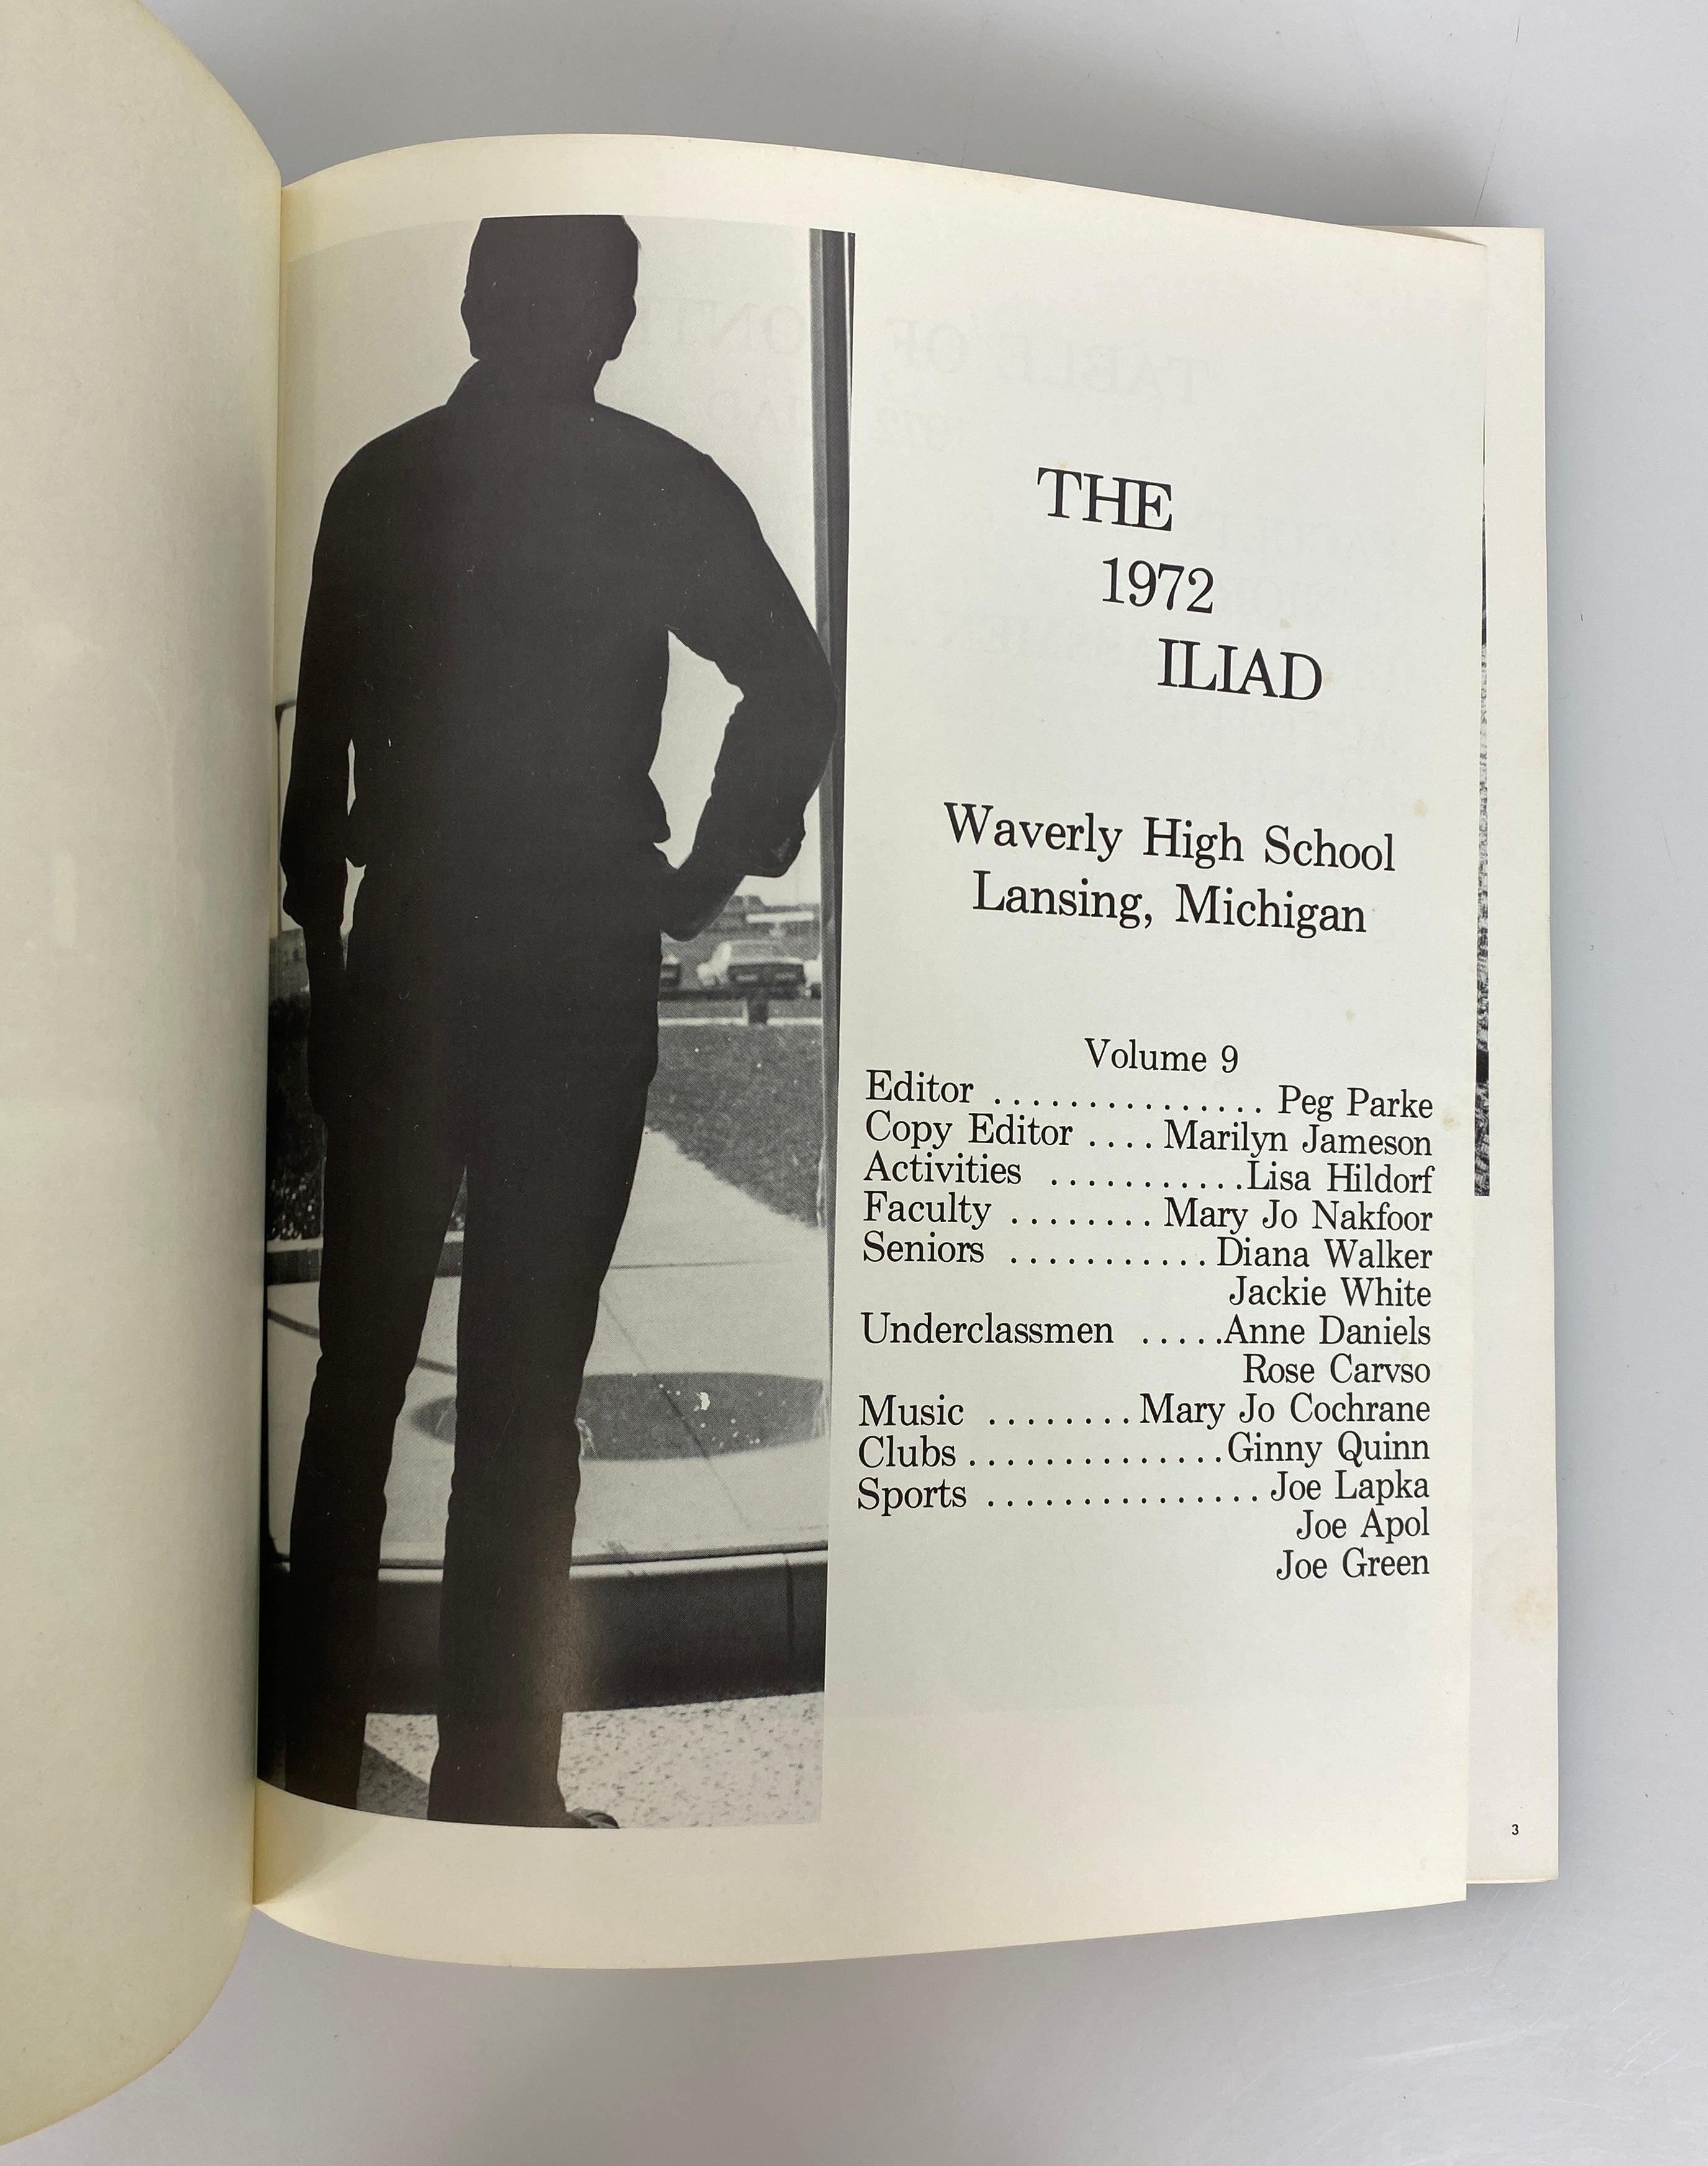 THE
1972
ILIAD
Waverly High School
Lansing, Michigan
Volume 9
Editor ............... Peg Parke
Copy Editor .... Marilyn Jameson
Activities ...........Lisa Hildorf
Faculty ........ Mary Jo Nakfoor
Seniors ........... Diana Walker
Jackie White
Underclassmen .....Anne Daniels
Rose Carvso
Music ........ Mary Jo Cochrane
Clubs..............Ginny Quinn
Sports ............... Joe Lapka
Joe Apol
Joe Green
3